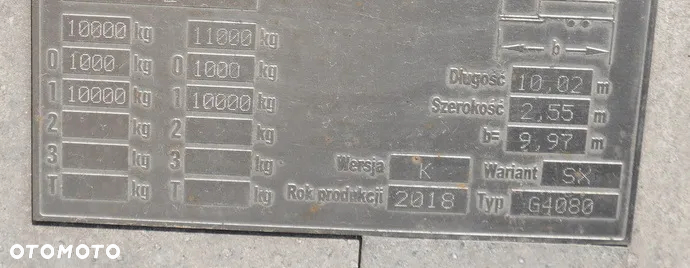 10000 kg 11000 kg
b
0 1000 kg 0 1000 kg Długość 10.02 m
1 10000 kg 1 10000 kg Szerokość 2,55 m
2 kg 2 kg b= 9,97 m
3 kg 3 kg Wersja K Wariant SX
T kg T kg Rok produkcji 2018 Typ G4080
OTOMOTO